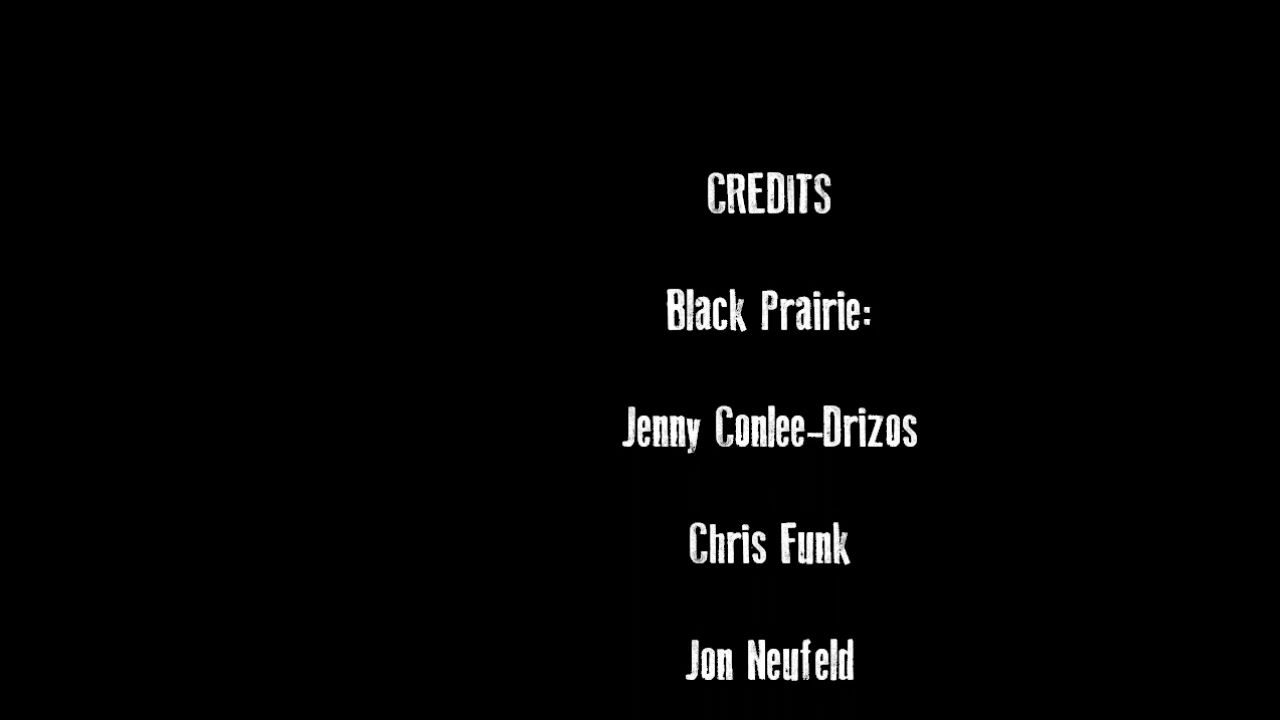 CREDITS
Black Prairie:
Jenny Conlee-Drizos
Chris Funk
Jon Neufeld